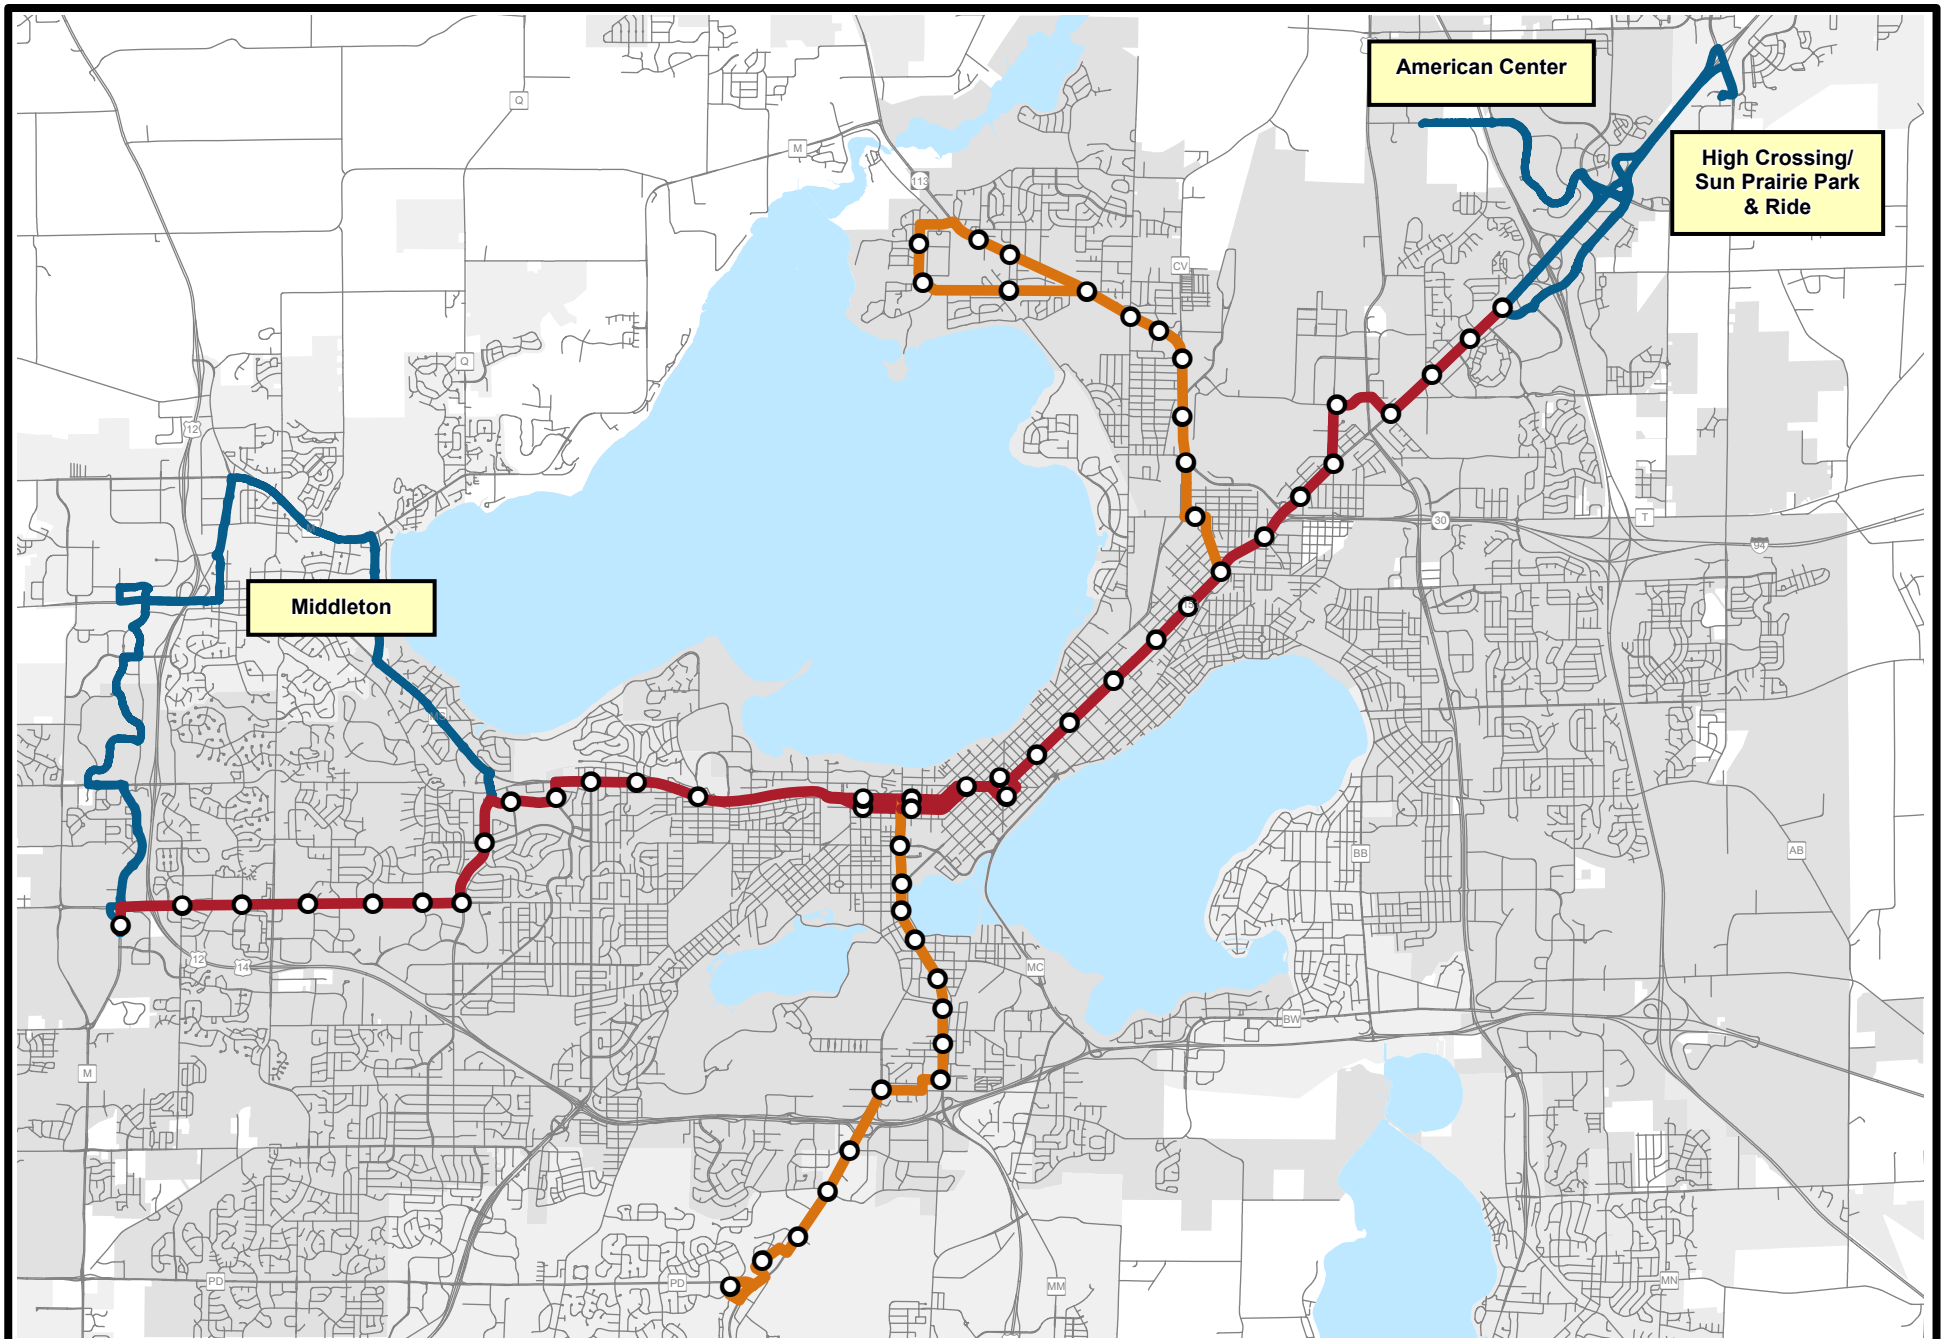 American Center
Q
M
High Crossing/
Sun Prairie Park
& Ride
113
CV
Q
12
30
T
94
M
Middleton
MS
BB
AB
12
14
MC
BW
M
PD
PD
MM
MN